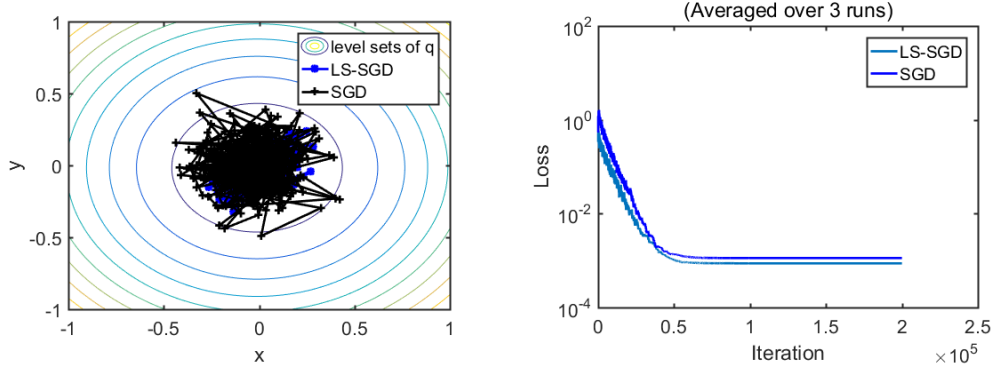 1
0.5
0
-0.5
-1
-1
-0.5
0
0.5
1
x
y
level sets of q
LS-SGD
SGD
(Averaged over 3 runs)
10^2
10^0
10^-2
10^-4
0
0.5
1
1.5
2
2.5
×10^5
Iteration
Loss
LS-SGD
SGD